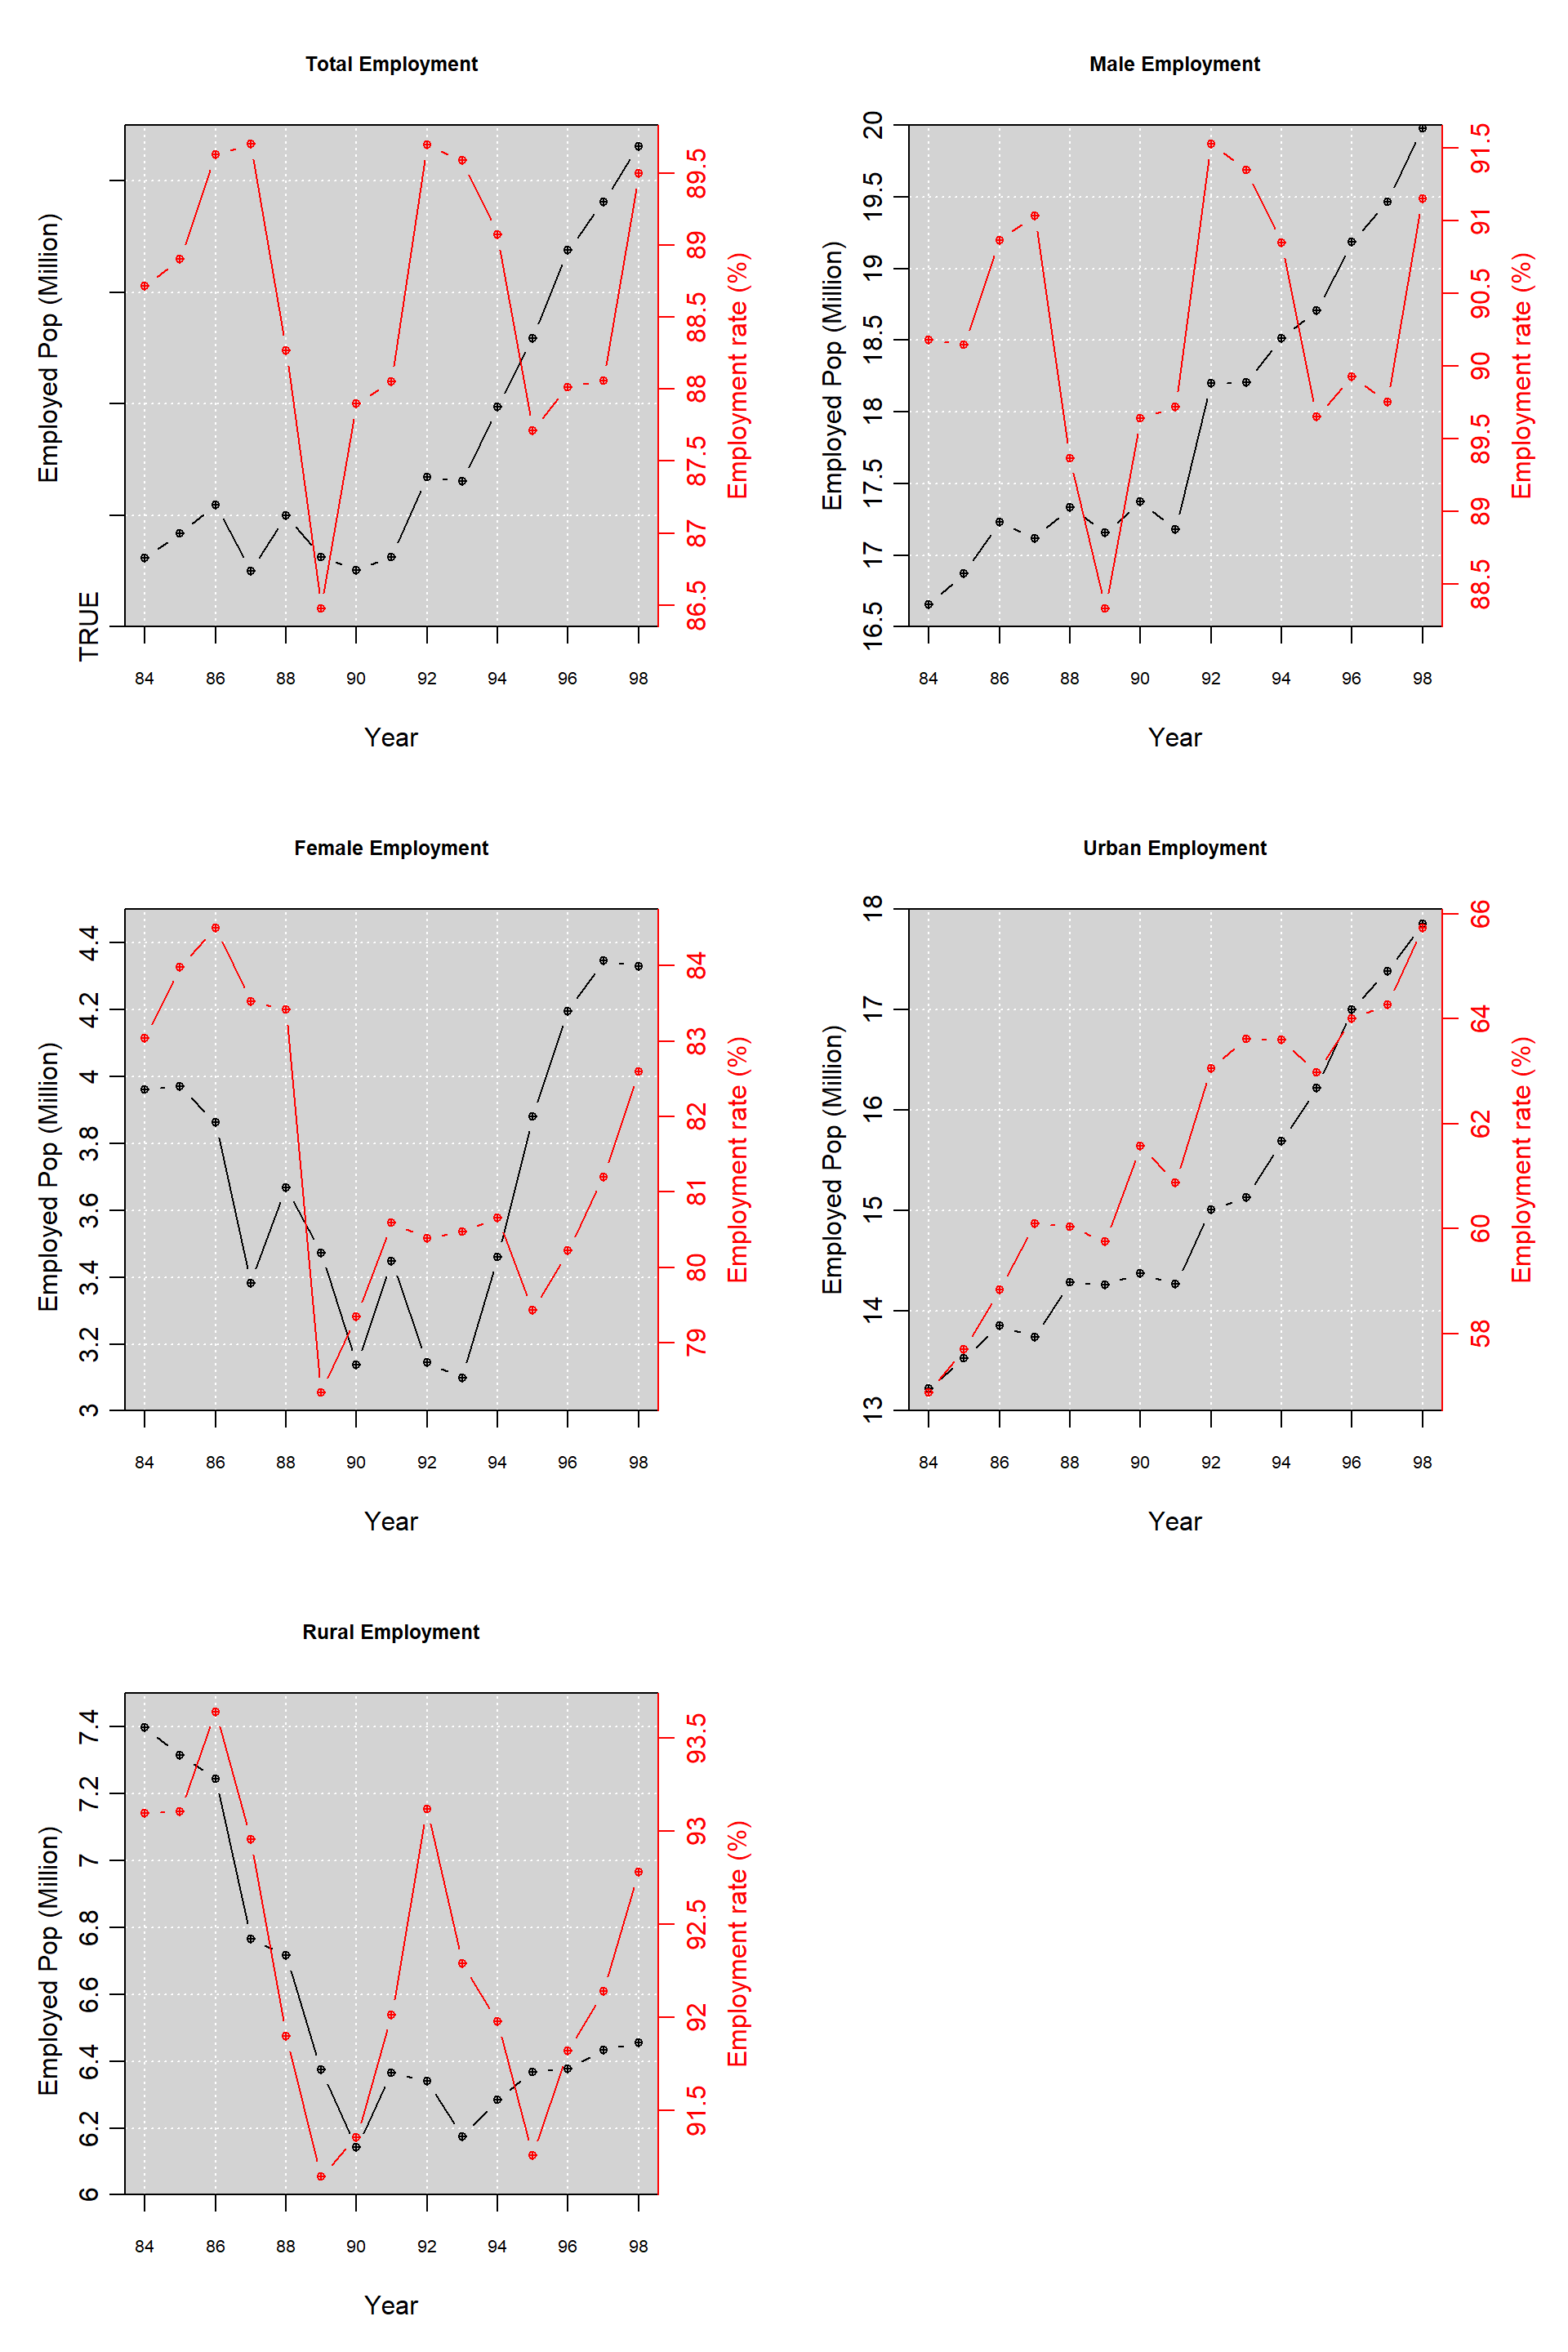 Total Employment
Employed Pop (Million)
TRUE
86.5 87 87.5 88 88.5 89 89.5
Employment rate (%)
84 86 88 90 92 94 96 98
Year
Male Employment
Employed Pop (Million)
16.5 17 17.5 18 18.5 19 19.5 20
88.5 89 89.5 90 90.5 91 91.5
Employment rate (%)
84 86 88 90 92 94 96 98
Year
Female Employment
Employed Pop (Million)
3 3.2 3.4 3.6 3.8 4 4.2 4.4
79 80 81 82 83 84
Employment rate (%)
84 86 88 90 92 94 96 98
Year
Urban Employment
Employed Pop (Million)
13 14 15 16 17 18
58 60 62 64 66
Employment rate (%)
84 86 88 90 92 94 96 98
Year
Rural Employment
Employed Pop (Million)
6 6.2 6.4 6.6 6.8 7 7.2 7.4
91.5 92 92.5 93 93.5
Employment rate (%)
84 86 88 90 92 94 96 98
Year